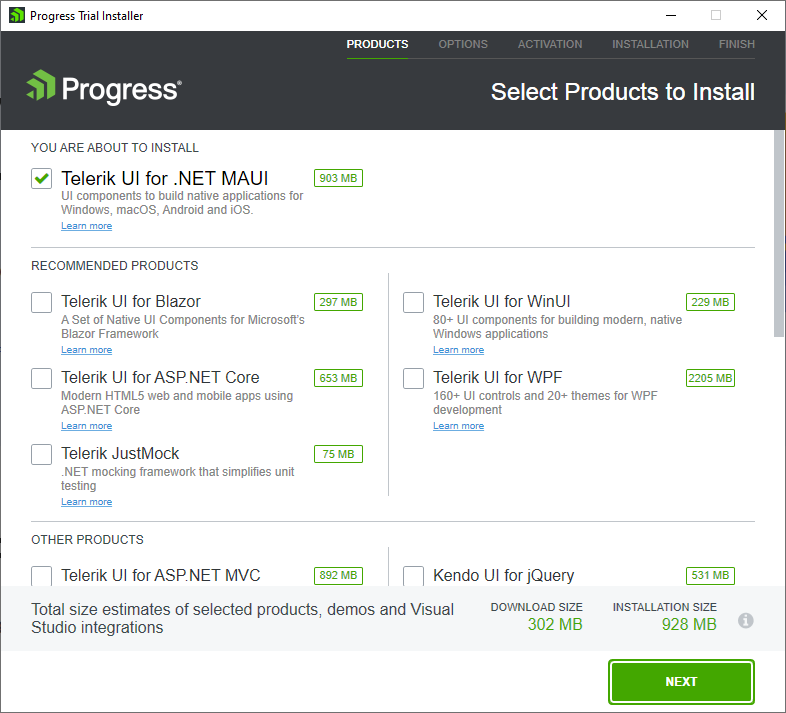 Progress Trial Installer
PRODUCTS OPTIONS ACTIVATION INSTALLATION FINISH
Progress®
Select Products to Install
YOU ARE ABOUT TO INSTALL
Telerik UI for .NET MAUI 903 MB
UI components to build native applications for
Windows, macOS, Android and iOS.
Learn more
RECOMMENDED PRODUCTS
Telerik UI for Blazor 297 MB
A Set of Native UI Components for Microsoft's
Blazor Framework
Learn more
Telerik UI for ASP.NET Core 653 MB
Modern HTML5 web and mobile apps using
ASP.NET Core
Learn more
Telerik JustMock 75 MB
.NET mocking framework that simplifies unit
testing
Learn more
Telerik UI for WinUI 229 MB
80+ UI components for building modern, native
Windows applications
Learn more
Telerik UI for WPF 2205 MB
160+ UI controls and 20+ themes for WPF
development
Learn more
OTHER PRODUCTS
Telerik UI for ASP.NET MVC 892 MB
Kendo UI for jQuery 531 MB
Total size estimates of selected products, demos and Visual
Studio integrations
DOWNLOAD SIZE
302 MB
INSTALLATION SIZE
928 MB
NEXT